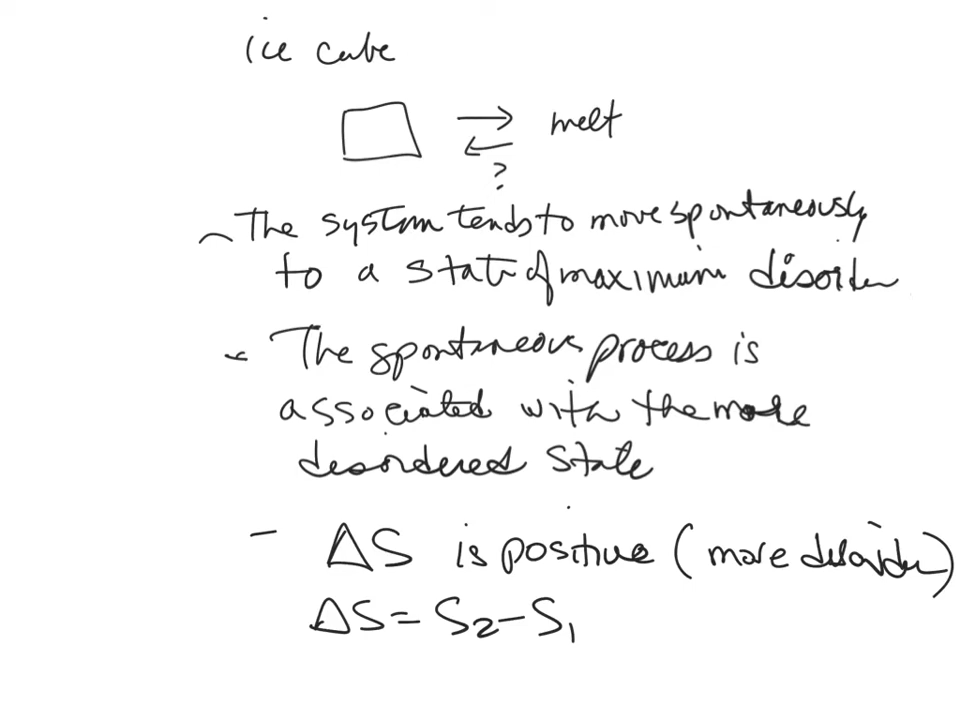 ice cube
→ melt
←
?
- The system tends to move spontaneously
to a state of maximum disorder
- The spontaneous process is
associated with the more
desordered state
- ΔS is positive (more disorder)
ΔS = S₂ - S₁